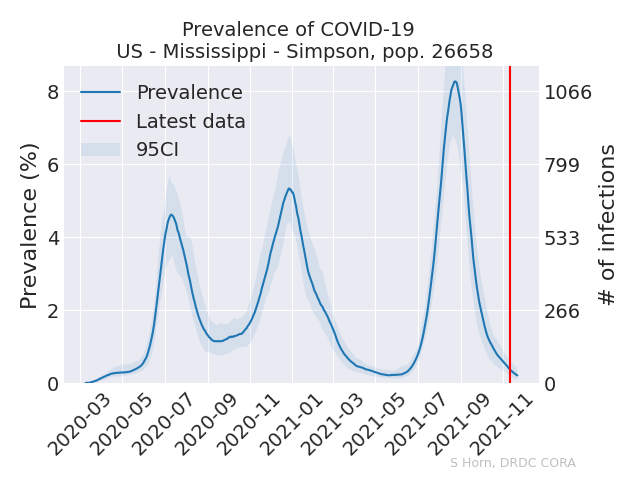 Prevalence of COVID-19
US - Mississippi - Simpson, pop. 26658
Prevalence
Latest data
95CI
Prevalence (%)
8
6
4
2
0
# of infections
1066
799
533
266
0
2020-03
2020-05
2020-07
2020-09
2020-11
2021-01
2021-03
2021-05
2021-07
2021-09
2021-11
S Horn, DRDC CORA